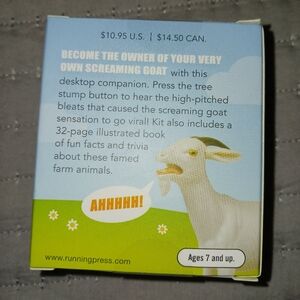 $10.95 U.S. | $14.50 CAN.
BECOME THE OWNER OF YOUR VERY
OWN SCREAMING GOAT with this
desktop companion. Press the tree
stump button to hear the high-pitched
bleats that caused the screaming goat
sensation to go viral! Kit also includes a
32-page illustrated book
of fun facts and trivia
about these famed
farm animals.
AHHHHH!
www.runningpress.com
Ages 7 and up.